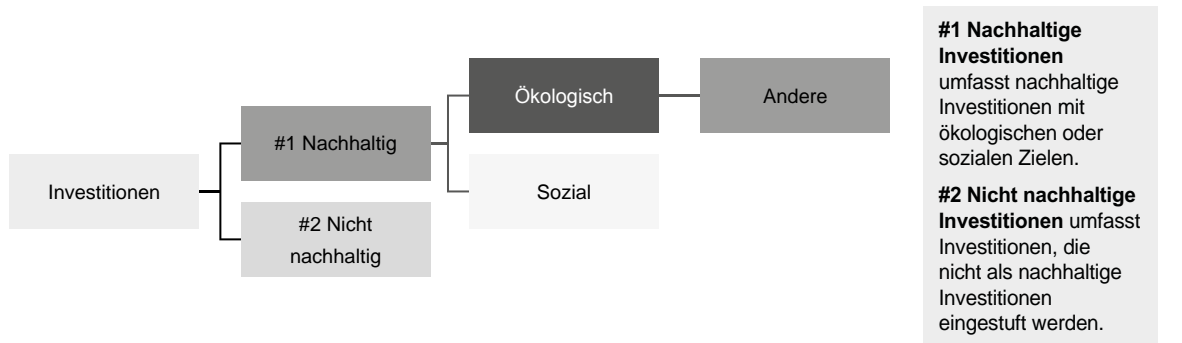 Investitionen
#1 Nachhaltig
#2 Nicht
nachhaltig
Ökologisch
Sozial
Andere
#1 Nachhaltige
Investitionen
umfasst nachhaltige
Investitionen mit
ökologischen oder
sozialen Zielen.
#2 Nicht nachhaltige
Investitionen umfasst
Investitionen, die
nicht als nachhaltige
Investitionen
eingestuft werden.